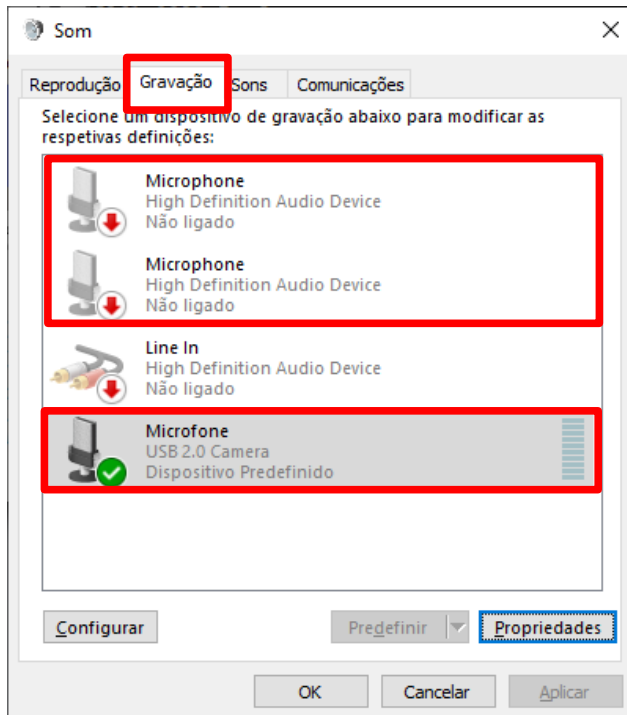 Som
Reprodução Gravação Sons Comunicações
Selecione um dispositivo de gravação abaixo para modificar as
respetivas definições:
Microphone
High Definition Audio Device
Não ligado
Microphone
High Definition Audio Device
Não ligado
Line In
High Definition Audio Device
Não ligado
Microfone
USB 2.0 Camera
Dispositivo Predefinido
Configurar Predefinir Propriedades
OK Cancelar Aplicar